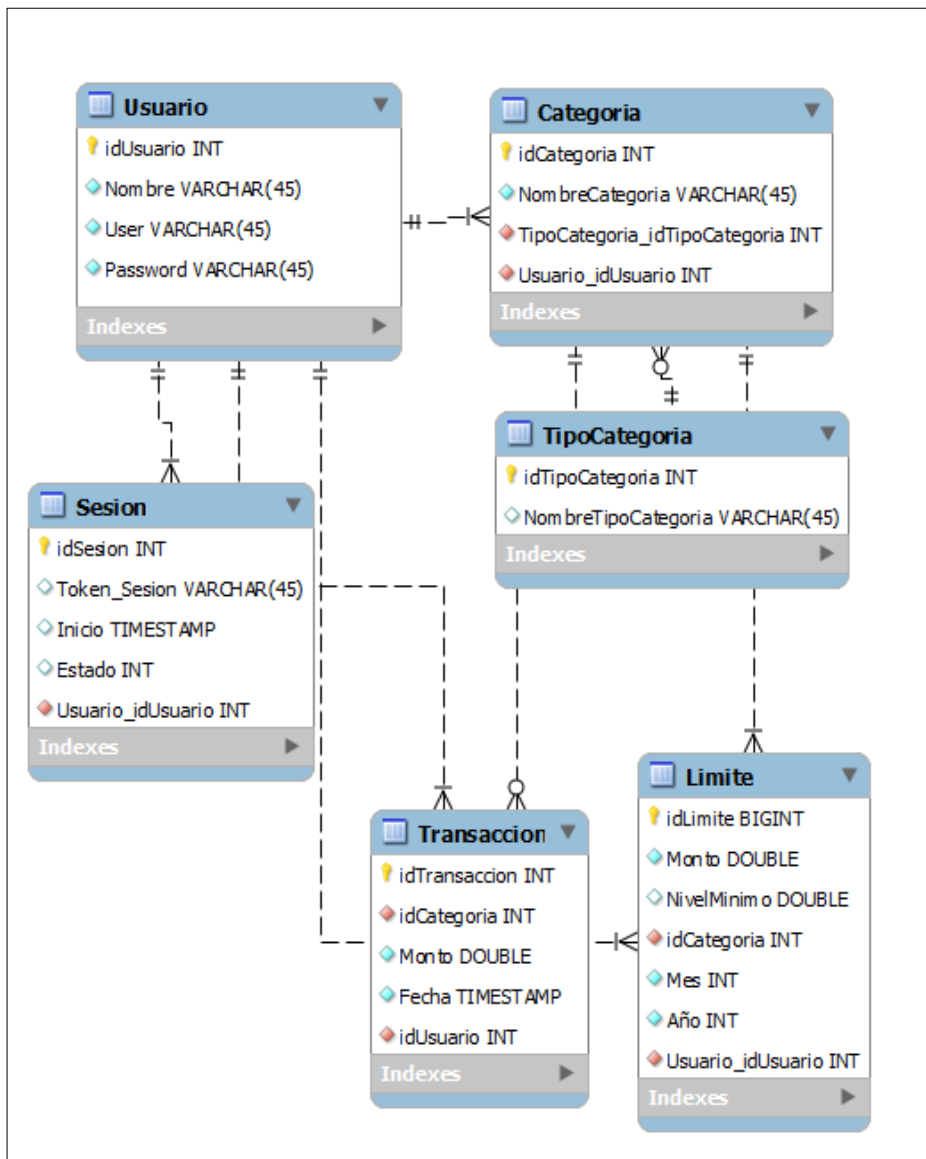 Usuario
idUsuario INT
Nombre VARCHAR(45)
User VARCHAR(45)
Password VARCHAR(45)
Indexes
Categoria
idCategoria INT
NombreCategoria VARCHAR(45)
TipoCategoria_idTipoCategoria INT
Usuario_idUsuario INT
Indexes
TipoCategoria
idTipoCategoria INT
NombreTipoCategoria VARCHAR(45)
Indexes
Sesion
idSesion INT
Token_Sesion VARCHAR(45)
Inicio TIMESTAMP
Estado INT
Usuario_idUsuario INT
Indexes
Transaccion
idTransaccion INT
idCategoria INT
Monto DOUBLE
Fecha TIMESTAMP
idUsuario INT
Indexes
Limite
idLimite BIGINT
Monto DOUBLE
NivelMinimo DOUBLE
idCategoria INT
Mes INT
Año INT
Usuario_idUsuario INT
Indexes